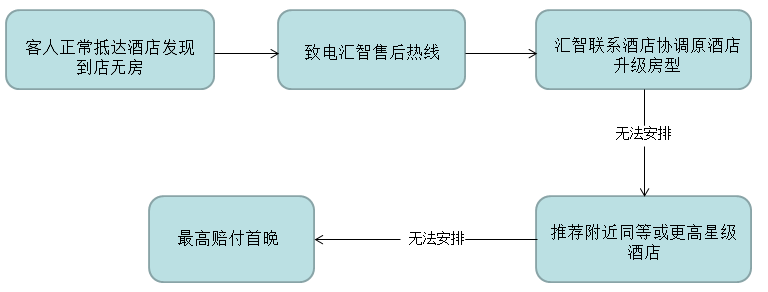 客人正常抵达酒店发现
到店无房
致电汇智售后热线
汇智联系酒店协调原酒店
升级房型
无法安排
推荐附近同等或更高星级
酒店
无法安排
最高赔付首晚